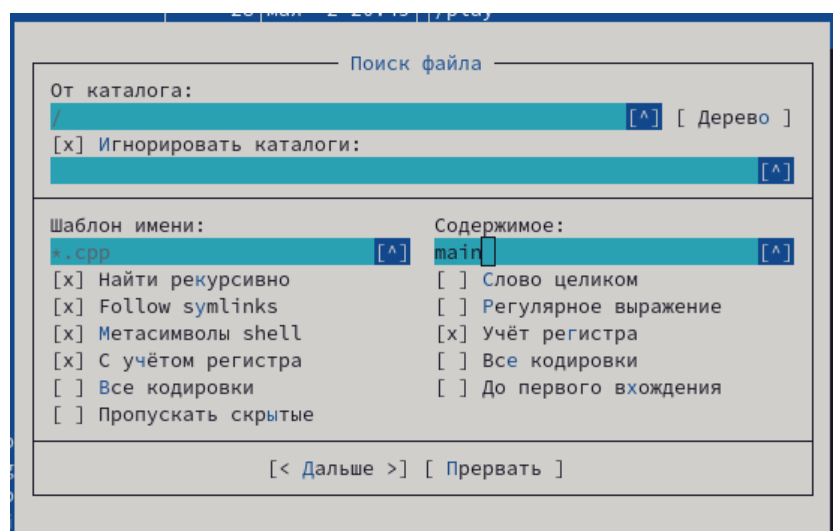 Поиск файла
От каталога:
/ [^] [ Дерево ]
[x] Игнорировать каталоги:
[^]
Шаблон имени:
*.cpp [^]
[x] Найти рекурсивно
[x] Follow symlinks
[x] Метасимволы shell
[x] С учётом регистра
[ ] Все кодировки
[ ] Пропускать скрытые
Содержимое:
main [^]
[ ] Слово целиком
[ ] Регулярное выражение
[x] Учёт регистра
[ ] Все кодировки
[ ] До первого вхождения
[< Дальше >] [ Прервать ]